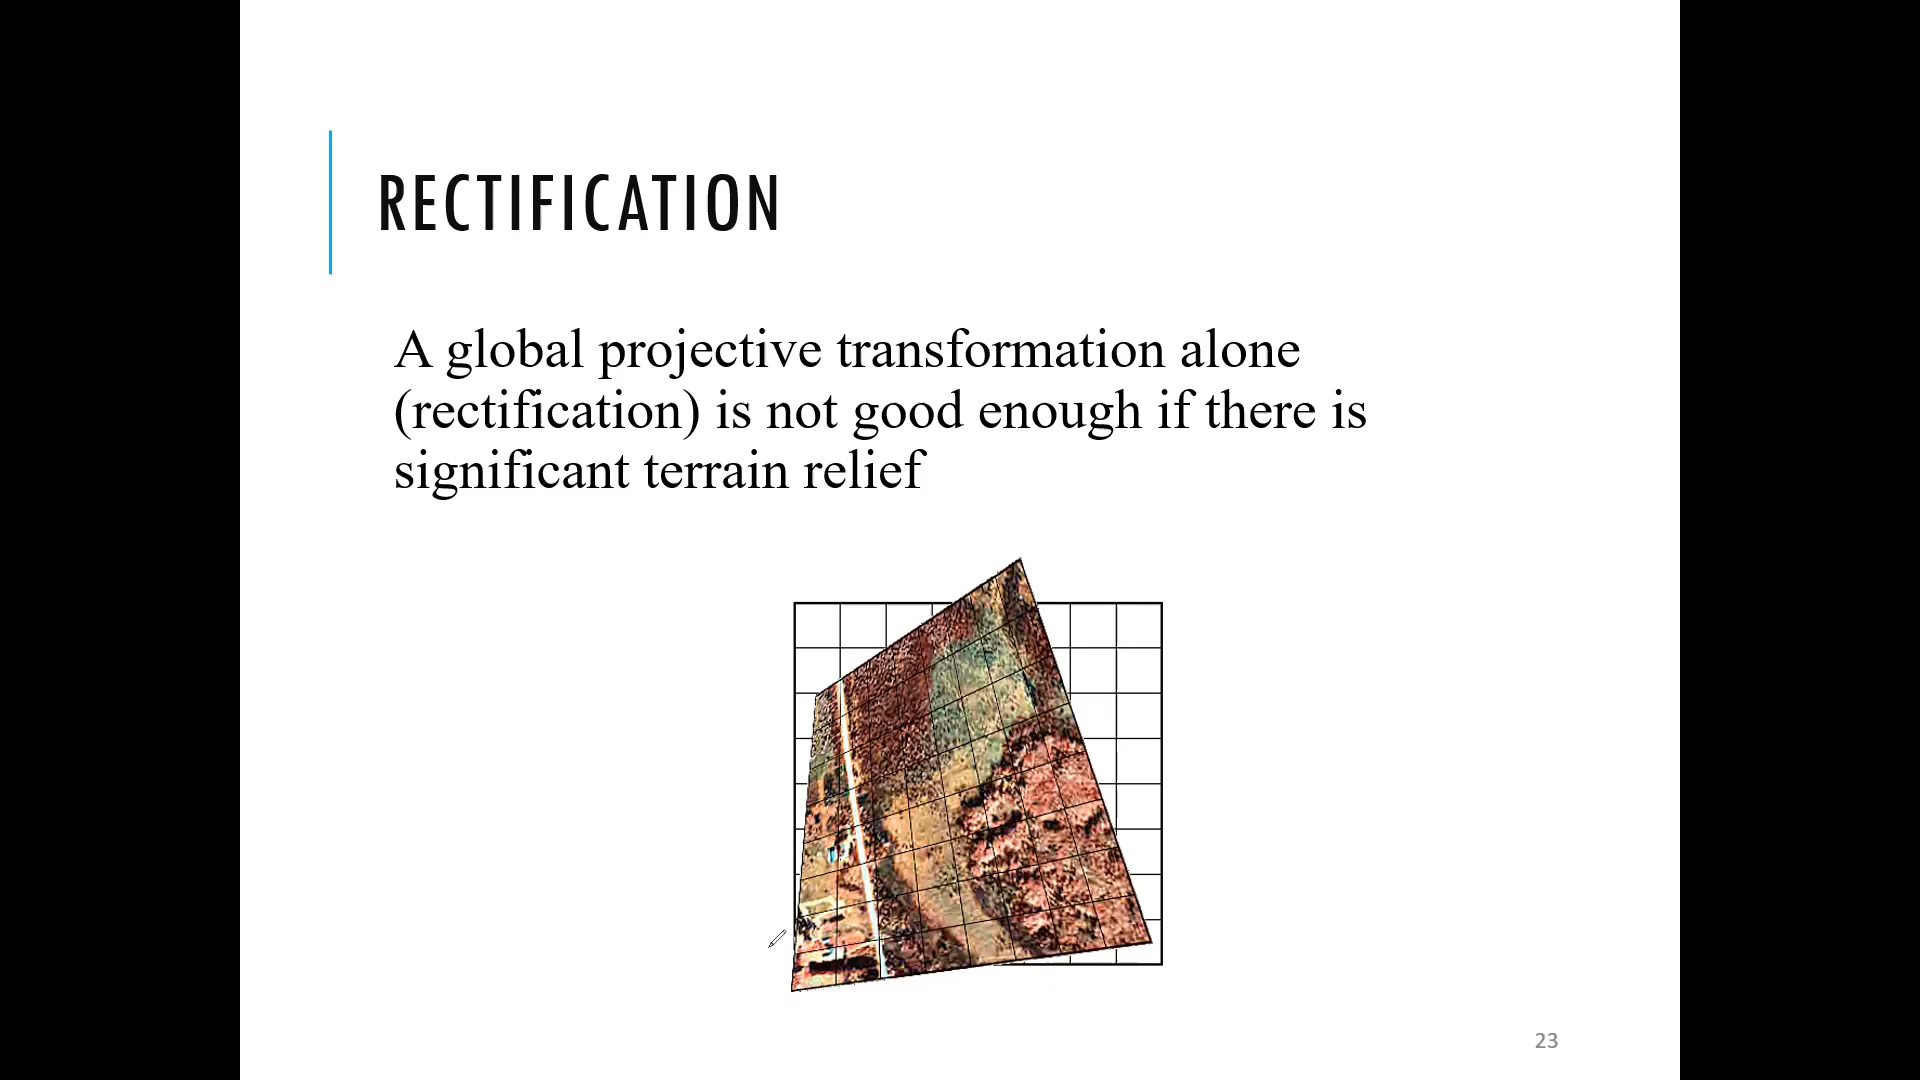 RECTIFICATION
A global projective transformation alone
(rectification) is not good enough if there is
significant terrain relief
23